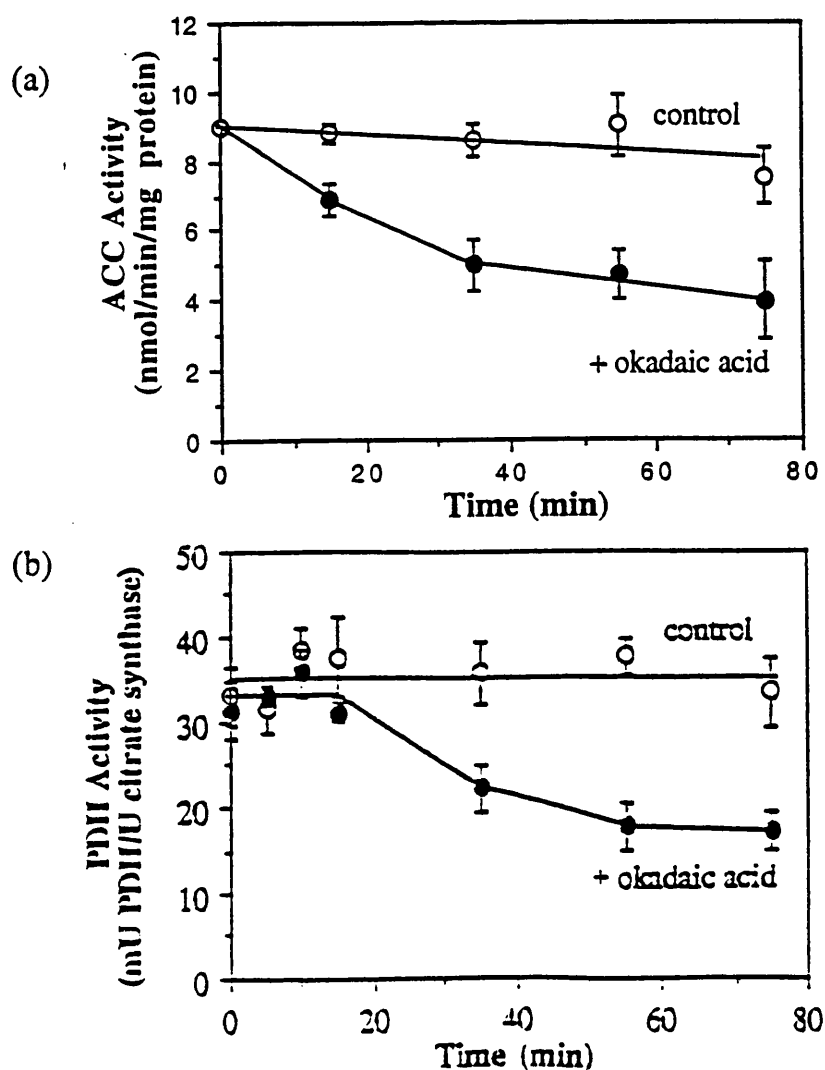 (a)
ACC Activity
(nmol/min/mg protein)
12
10
8
6
4
2
0
control
+ okadaic acid
0 20 40 60 80
Time (min)
(b)
PDH Activity
(mU PDH/U citrate synthase)
50
40
30
20
10
0
control
+ okadaic acid
0 20 40 60 80
Time (min)